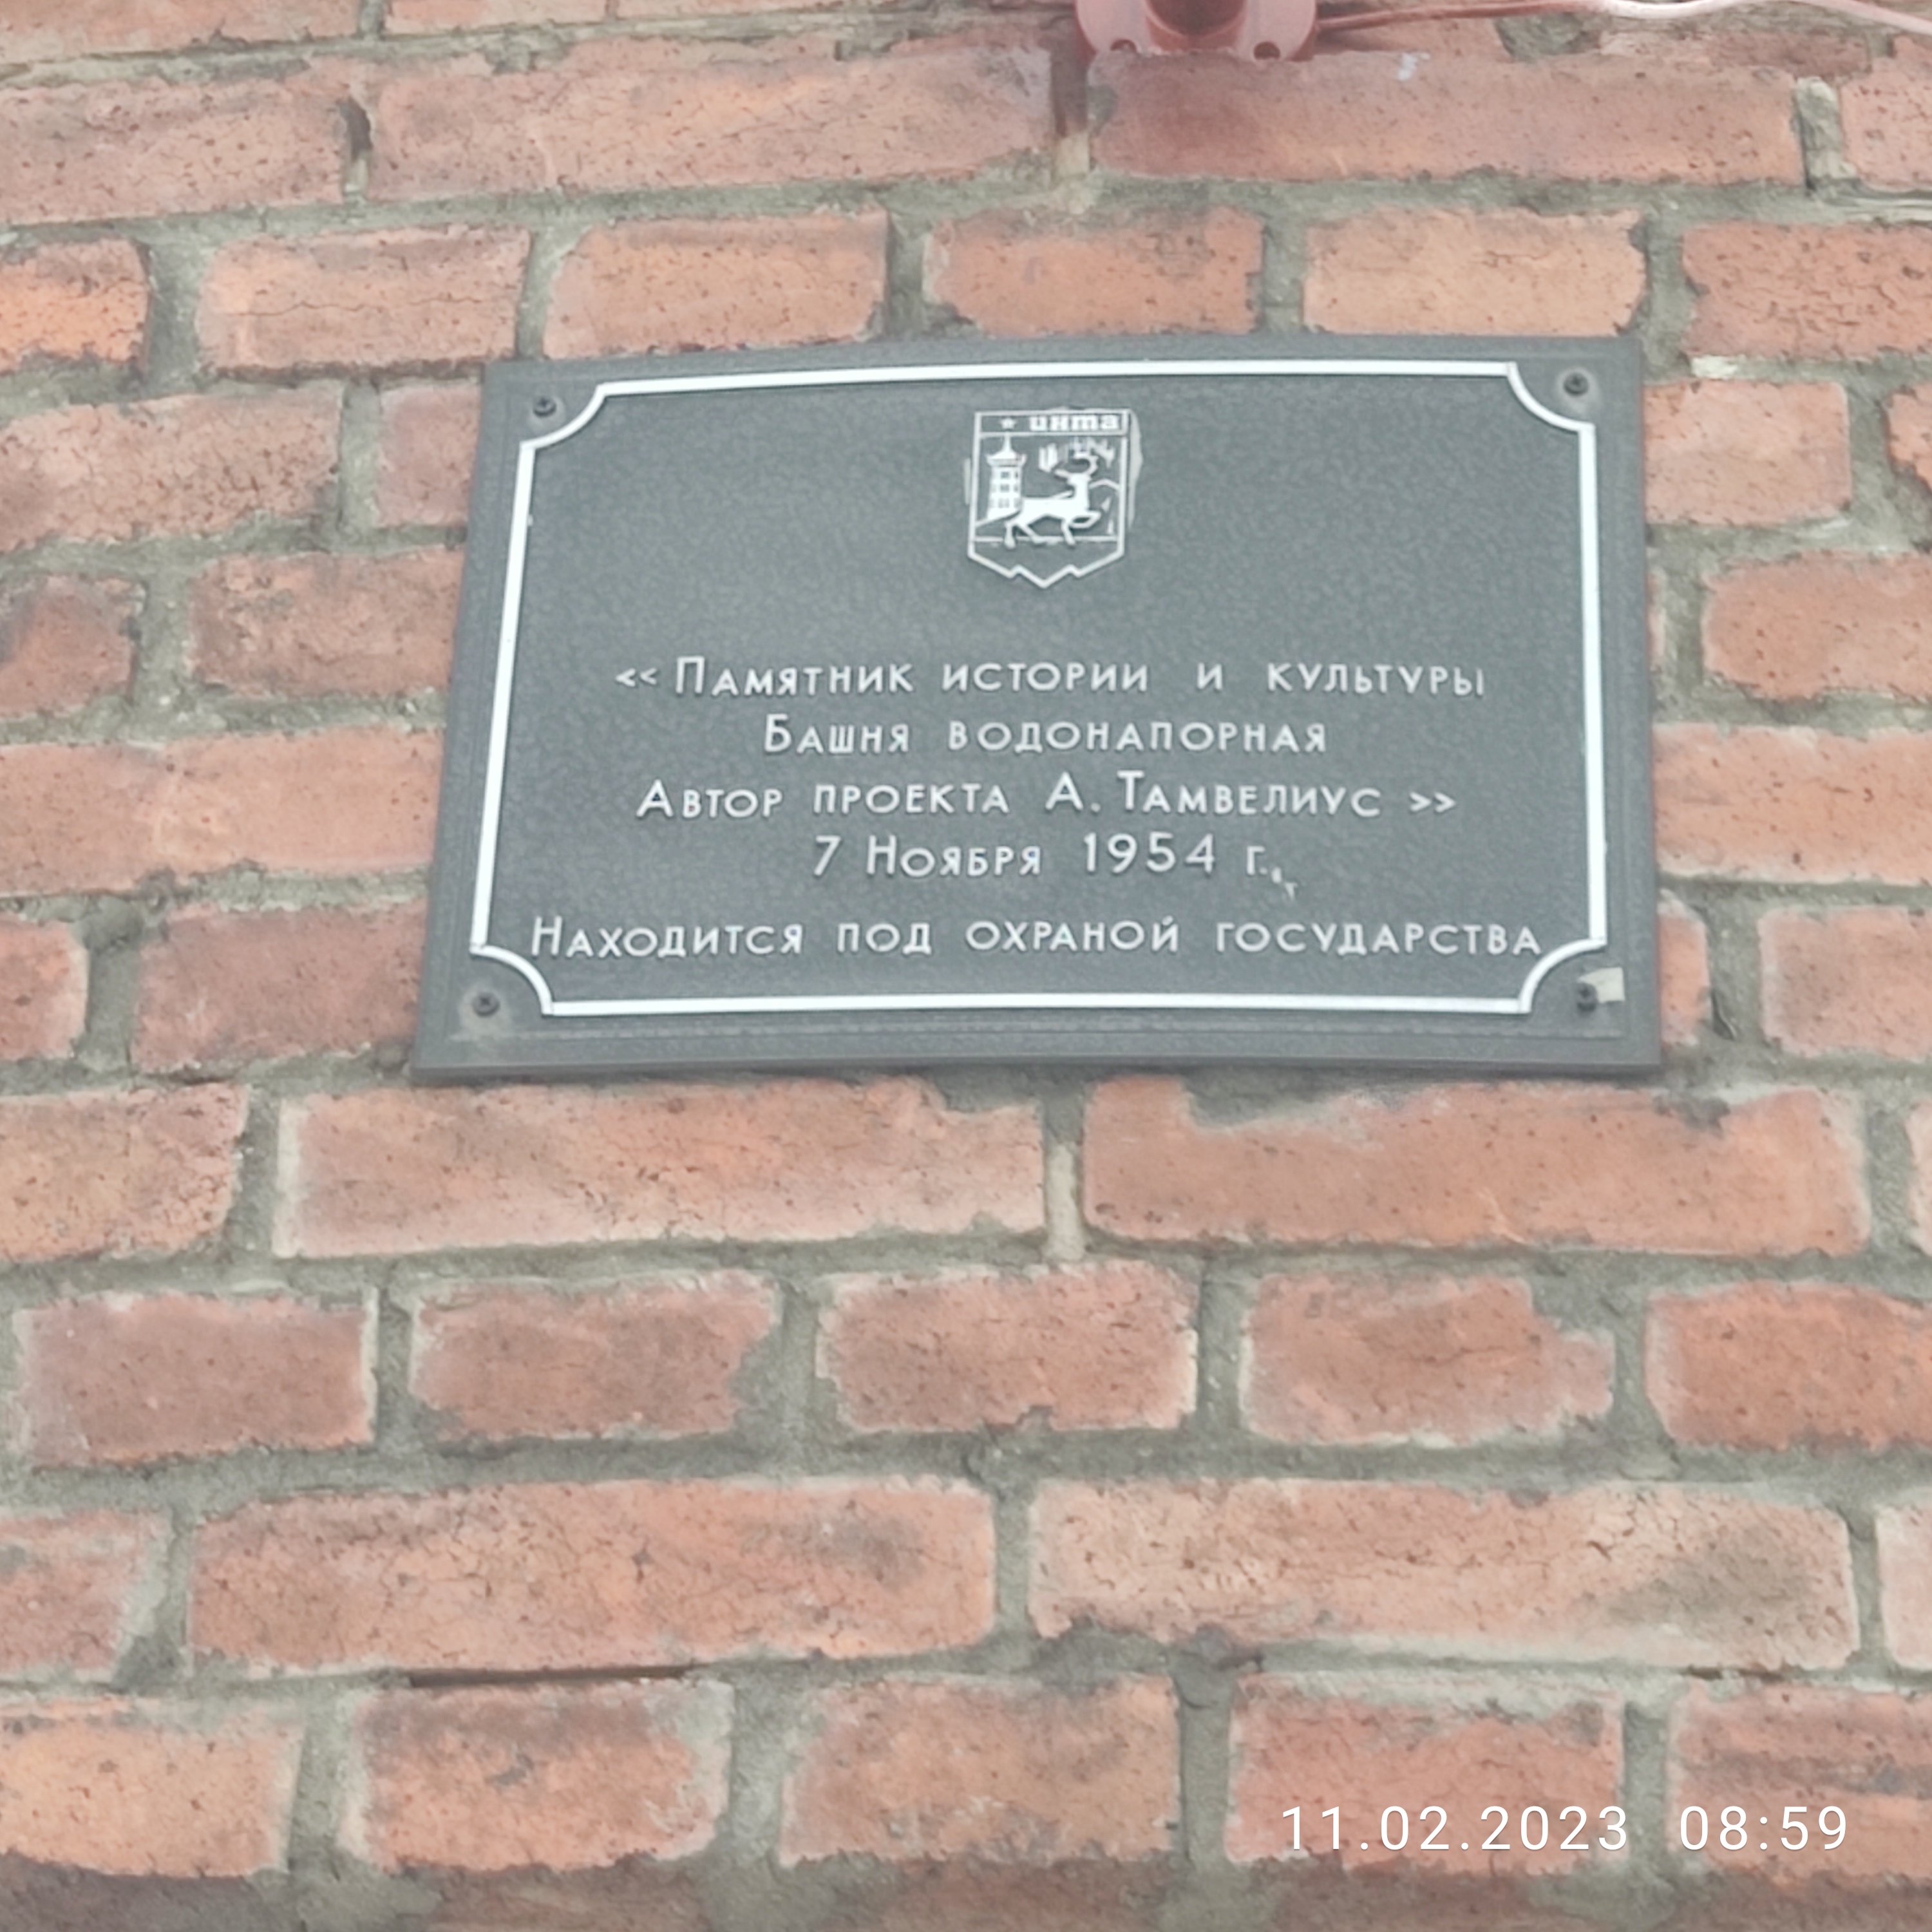 инта
<< Памятник истории и культуры
Башня водонапорная
Автор проекта А. Тамвелиус >>
7 Ноября 1954 г.
Находится под охраной государства
11.02.2023 08:59